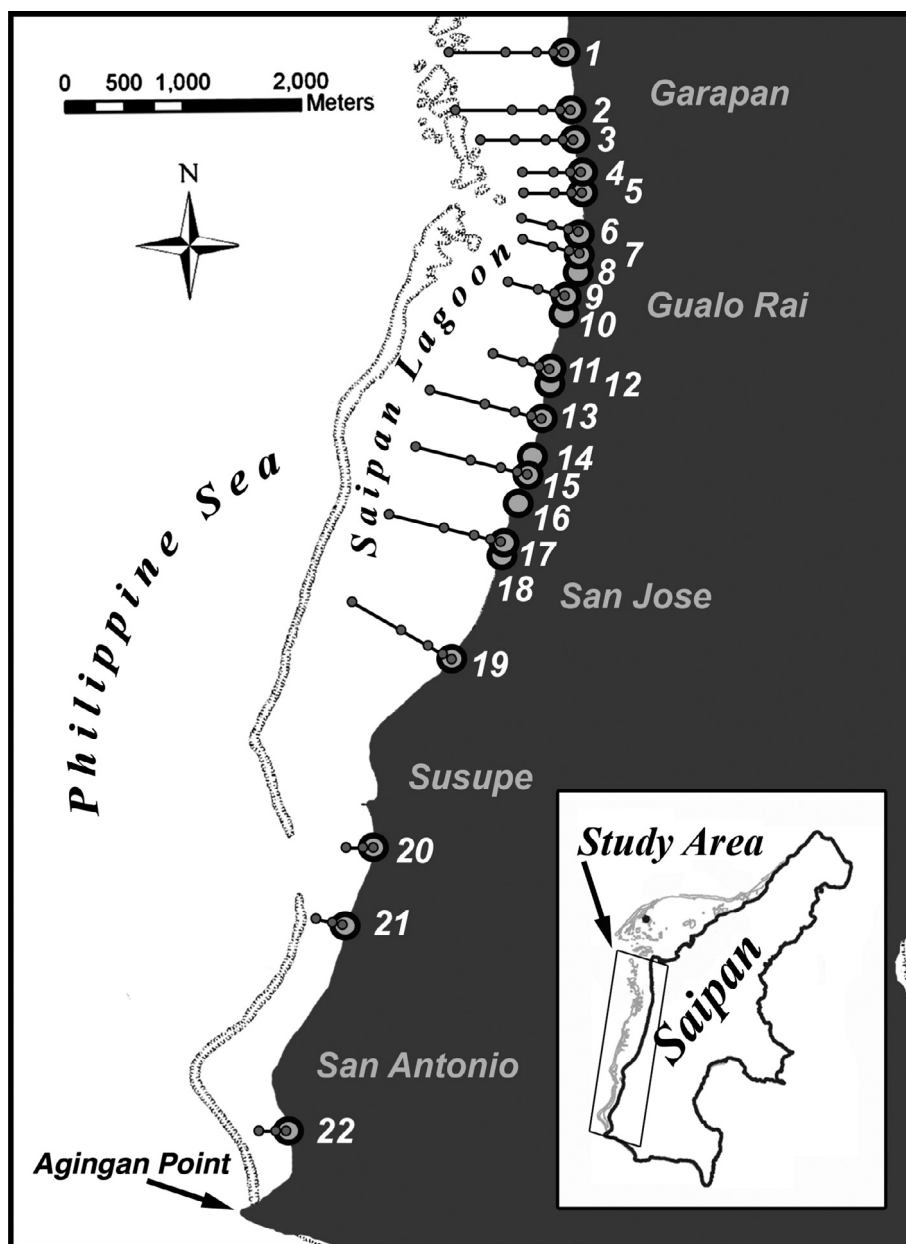 0 500 1,000 2,000
Meters
N
1
Garapan
2
3
4
5
6
7
8
9
Gualo Rai
10
11
12
13
14
15
16
17
18
San Jose
19
Saipan Lagoon
Philippine Sea
Susupe
20
21
San Antonio
22
Agingan Point
Study Area
Saipan